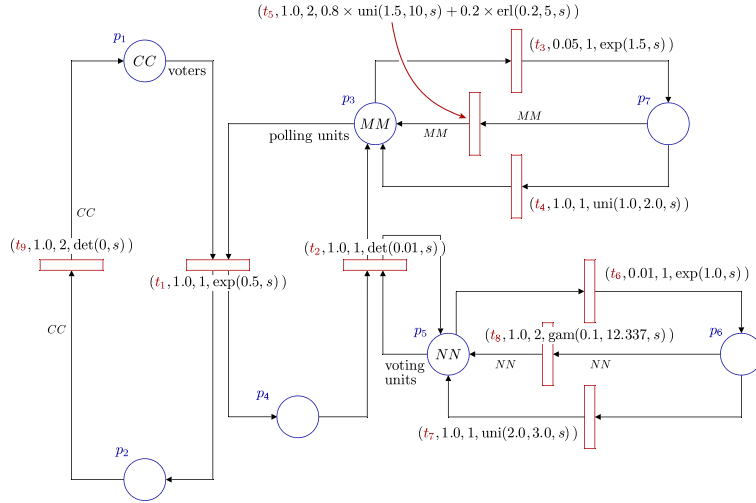 (t₅, 1.0, 2, 0.8 × uni(1.5, 10, s) + 0.2 × erl(0.2, 5, s))
p₁
CC
voters
(t₃, 0.05, 1, exp(1.5, s))
p₃
p₇
MM
MM
MM
polling units
(t₄, 1.0, 1, uni(1.0, 2.0, s))
CC
(t₉, 1.0, 2, det(0, s))
(t₂, 1.0, 1, det(0.01, s))
(t₁, 1.0, 1, exp(0.5, s))
(t₆, 0.01, 1, exp(1.0, s))
CC
p₅
(t₈, 1.0, 2, gam(0.1, 12.337, s))
p₆
NN
NN
NN
voting
units
p₄
(t₇, 1.0, 1, uni(2.0, 3.0, s))
p₂